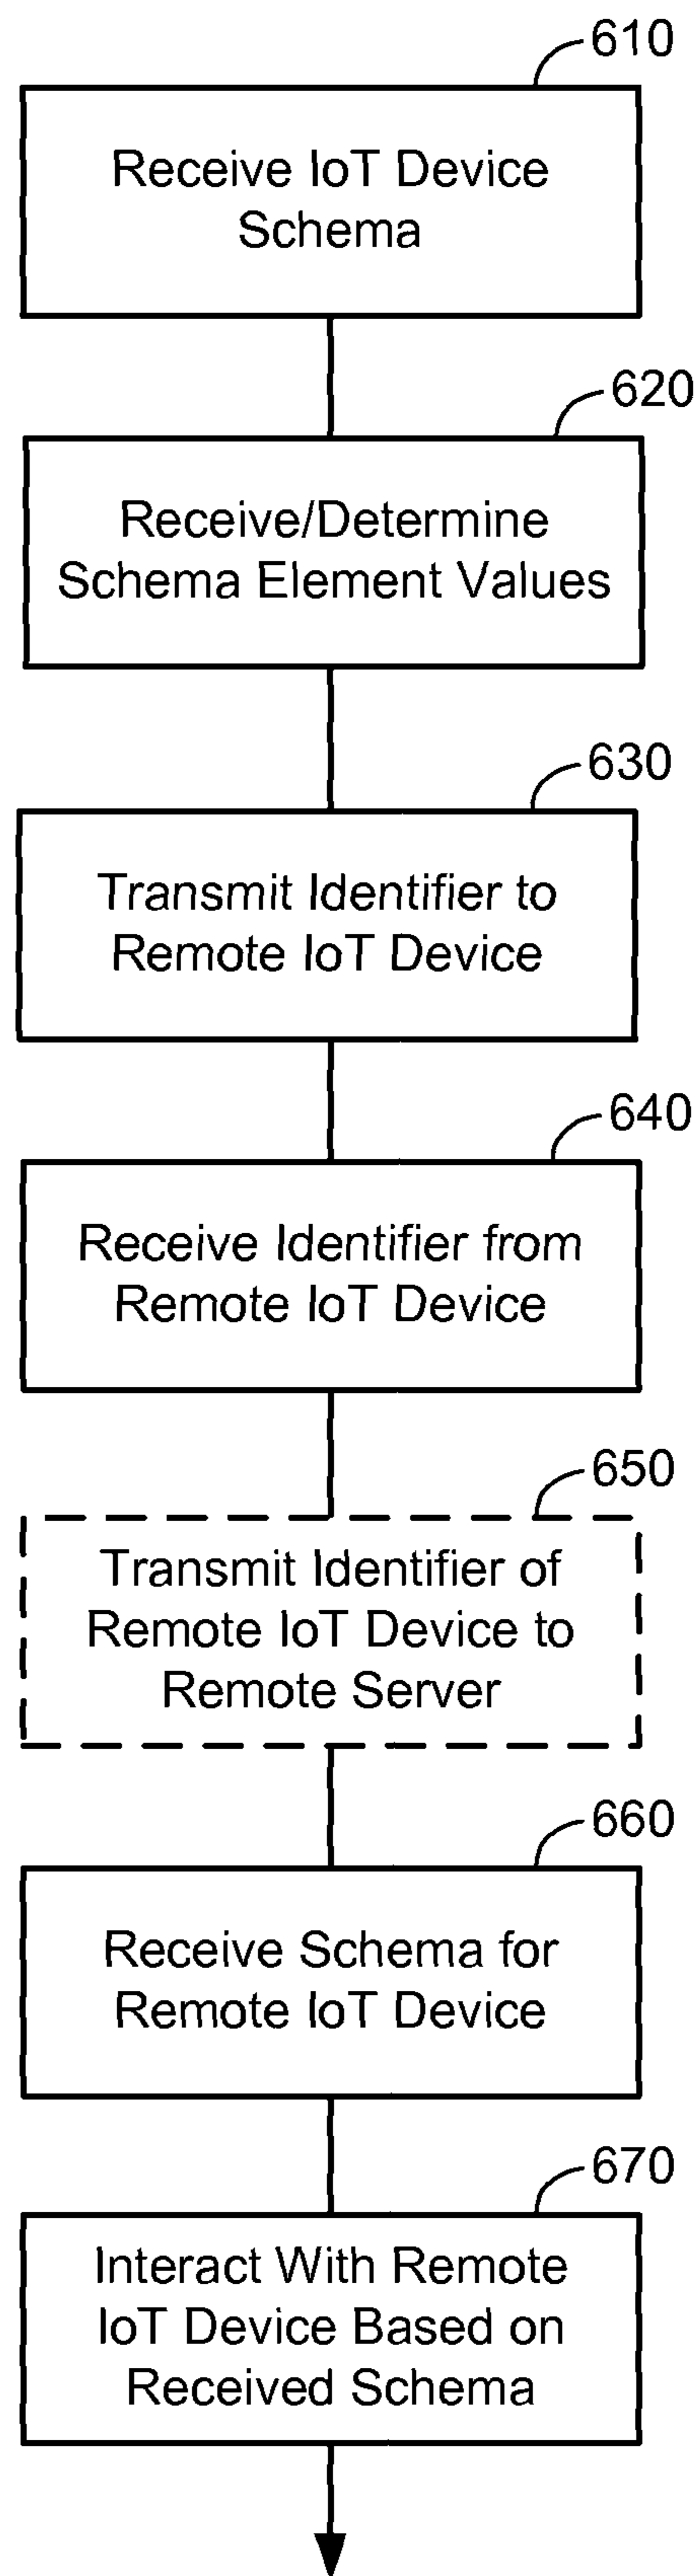 610
Receive IoT Device
Schema
620
Receive/Determine
Schema Element Values
630
Transmit Identifier to
Remote IoT Device
640
Receive Identifier from
Remote IoT Device
650
Transmit Identifier of
Remote IoT Device to
Remote Server
660
Receive Schema for
Remote IoT Device
670
Interact With Remote
IoT Device Based on
Received Schema